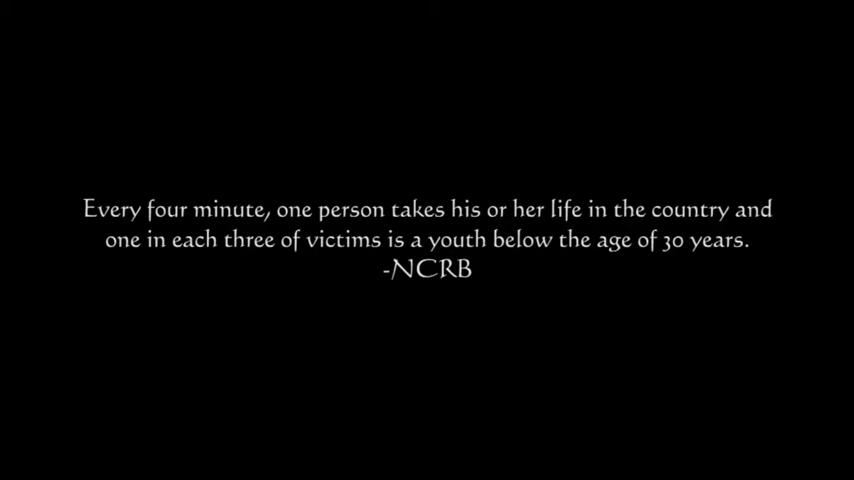 Every four minute, one person takes his or her life in the country and
one in each three of victims is a youth below the age of 30 years.
-NCRB